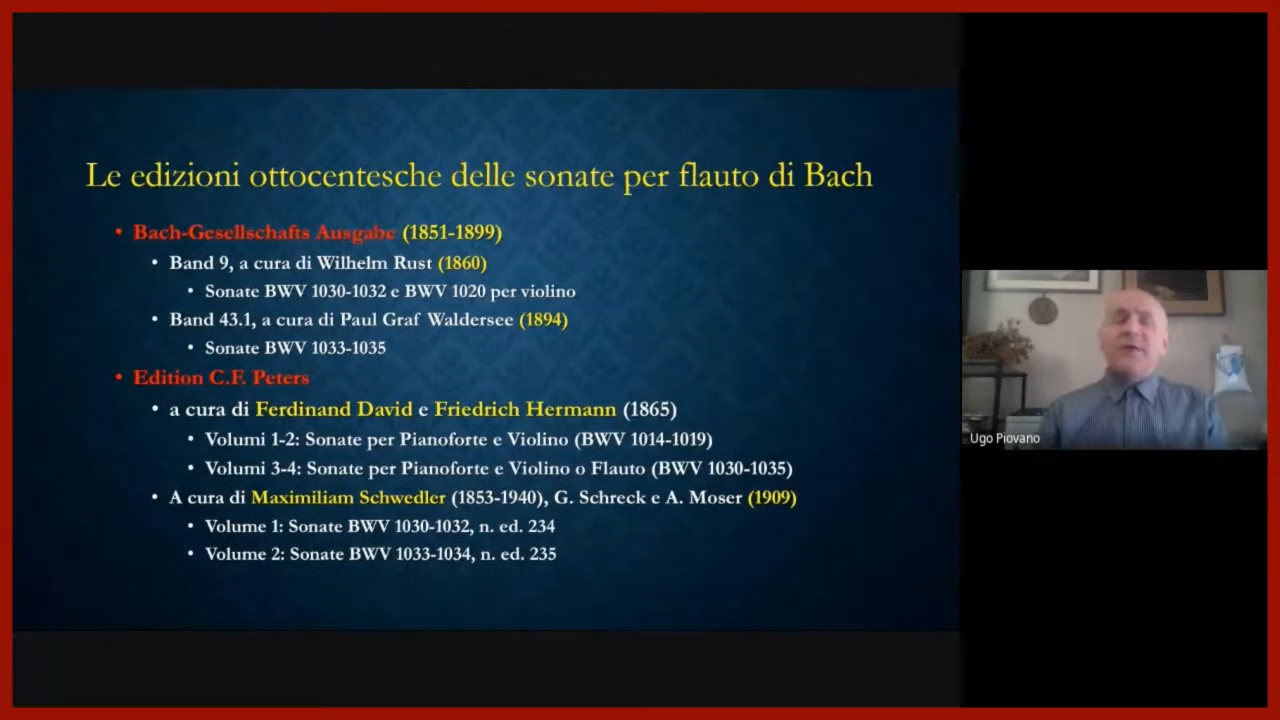 Le edizioni ottocentesche delle sonate per flauto di Bach
• Bach-Gesellschafts Ausgabe (1851-1899)
• Band 9, a cura di Wilhelm Rust (1860)
• Sonate BWV 1030-1032 e BWV 1020 per violino
• Band 43.1, a cura di Paul Graf Waldersee (1894)
• Sonate BWV 1033-1035
• Edition C.F. Peters
• a cura di Ferdinand David e Friedrich Hermann (1865)
• Volumi 1-2: Sonate per Pianoforte e Violino (BWV 1014-1019)
• Volumi 3-4: Sonate per Pianoforte e Violino o Flauto (BWV 1030-1035)
• A cura di Maximiliam Schwedler (1853-1940), G. Schreck e A. Moser (1909)
• Volume 1: Sonate BWV 1030-1032, n. ed. 234
• Volume 2: Sonate BWV 1033-1034, n. ed. 235
Ugo Piovano